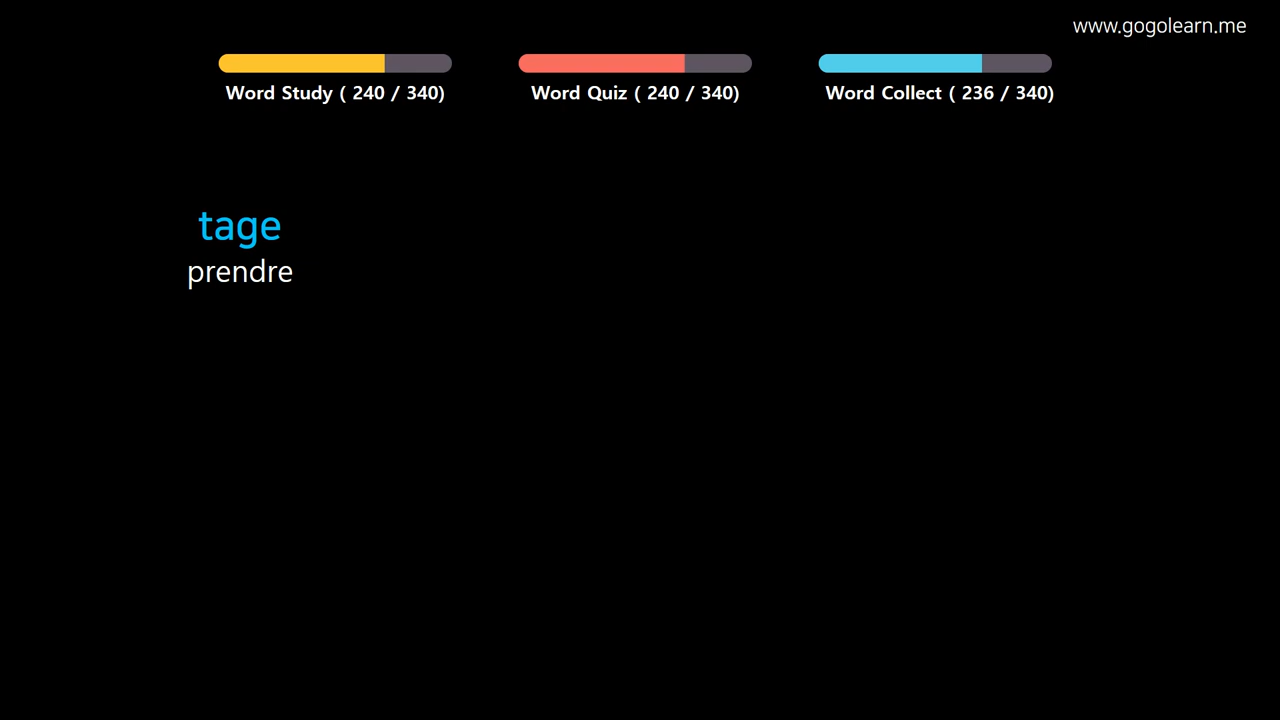 www.gogolearn.me
Word Study ( 240 / 340)
Word Quiz ( 240 / 340)
Word Collect ( 236 / 340)
tage
prendre